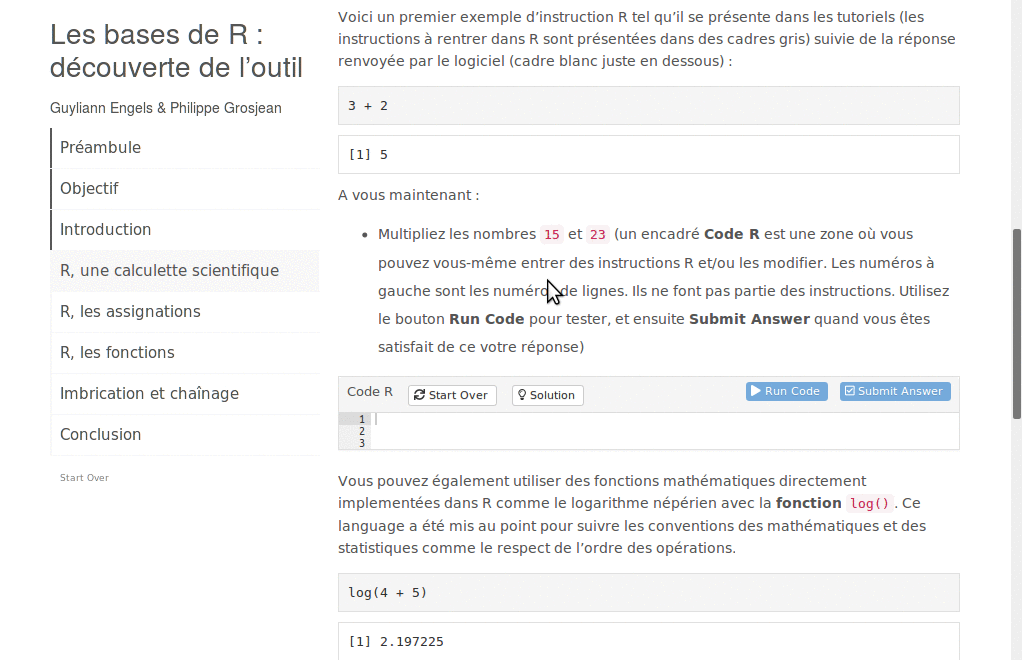 Les bases de R :
découverte de l’outil
Guyliann Engels & Philippe Grosjean
Préambule
Objectif
Introduction
R, une calculette scientifique
R, les assignations
R, les fonctions
Imbrication et chaînage
Conclusion
Start Over
Voici un premier exemple d’instruction R tel qu’il se présente dans les tutoriels (les
instructions à rentrer dans R sont présentées dans des cadres gris) suivie de la réponse
renvoyée par le logiciel (cadre blanc juste en dessous) :
3 + 2
[1] 5
A vous maintenant :
• Multipliez les nombres 15 et 23 (un encadré Code R est une zone où vous
pouvez vous-même entrer des instructions R et/ou les modifier. Les numéros à
gauche sont les numéros de lignes. Ils ne font pas partie des instructions. Utilisez
le bouton Run Code pour tester, et ensuite Submit Answer quand vous êtes
satisfait de ce votre réponse)
Code R Start Over Solution Run Code Submit Answer
1
2
3
Vous pouvez également utiliser des fonctions mathématiques directement
implementées dans R comme le logarithme népérien avec la fonction log(). Ce
language a été mis au point pour suivre les conventions des mathématiques et des
statistiques comme le respect de l’ordre des opérations.
log(4 + 5)
[1] 2.197225